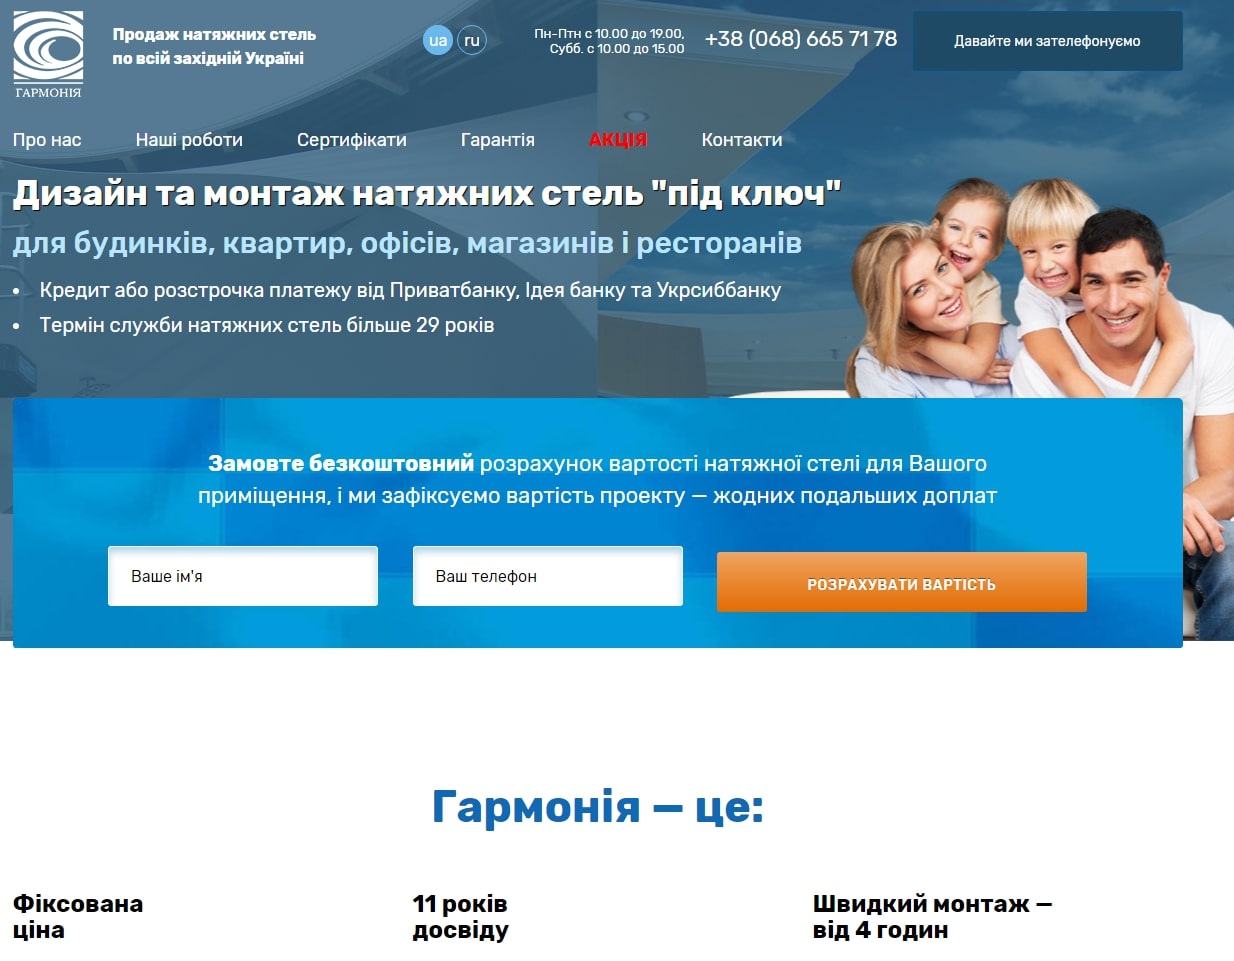 ГАРМОНІЯ
Продаж натяжних стель
по всій західній Україні
ua
ru
Пн-Птн с 10.00 до 19.00,
Субб. с 10.00 до 15.00
+38 (068) 665 71 78
Давайте ми зателефонуємо
Про нас
Наші роботи
Сертифікати
Гарантія
АКЦІЯ
Контакти
Дизайн та монтаж натяжних стель "під ключ"
для будинків, квартир, офісів, магазинів і ресторанів
• Кредит або розстрочка платежу від Приватбанку, Ідея банку та Укрсиббанку
• Термін служби натяжних стель більше 29 років
Замовте безкоштовний розрахунок вартості натяжної стелі для Вашого
приміщення, і ми зафіксуємо вартість проекту — жодних подальших доплат
Ваше ім'я
Ваш телефон
РОЗРАХУВАТИ ВАРТІСТЬ
Гармонія — це:
Фіксована
ціна
11 років
досвіду
Швидкий монтаж —
від 4 годин